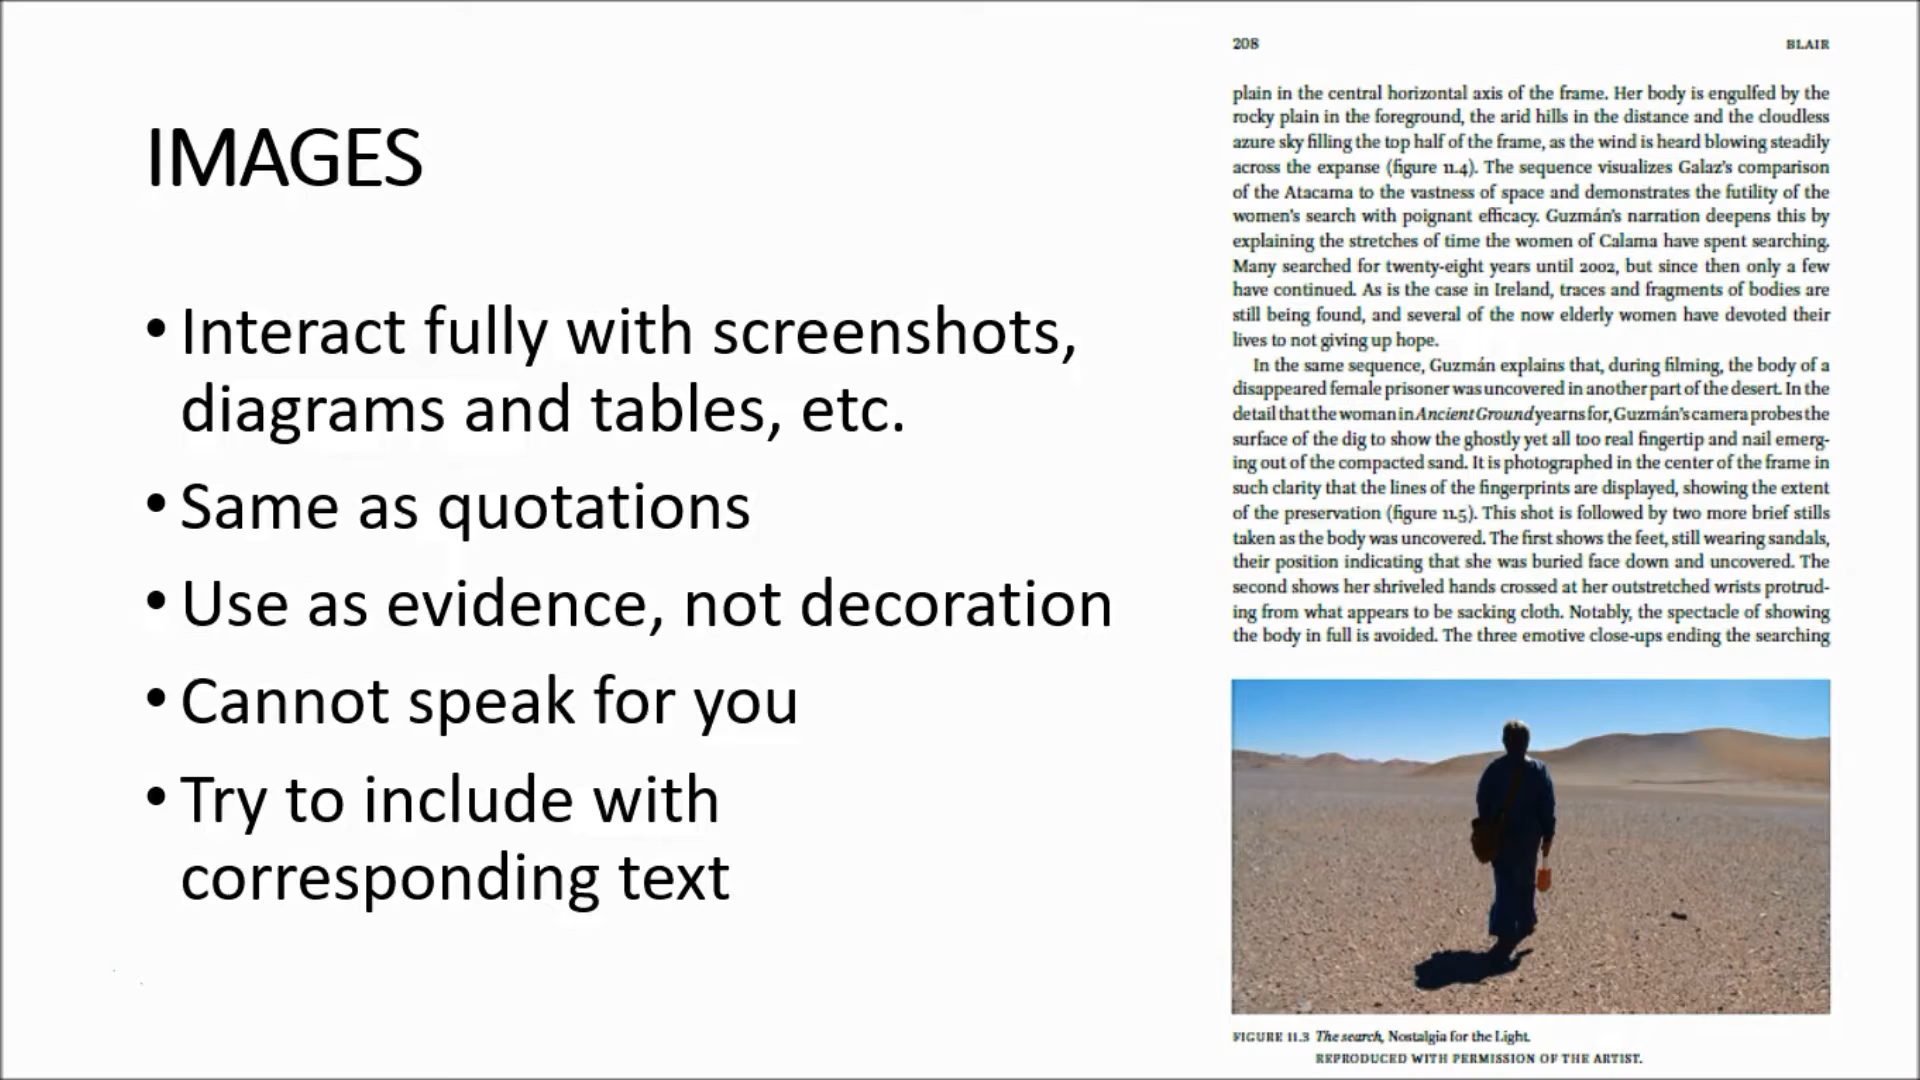 IMAGES
• Interact fully with screenshots,
diagrams and tables, etc.
• Same as quotations
• Use as evidence, not decoration
• Cannot speak for you
• Try to include with
corresponding text
208 BLAIR
plain in the central horizontal axis of the frame. Her body is engulfed by the
rocky plain in the foreground, the arid hills in the distance and the cloudless
azure sky filling the top half of the frame, as the wind is heard blowing steadily
across the expanse (figure 11.4). The sequence visualizes Galaz's comparison
of the Atacama to the vastness of space and demonstrates the futility of the
women's search with poignant efficacy. Guzmán's narration deepens this by
explaining the stretches of time the women of Calama have spent searching.
Many searched for twenty-eight years until 2002, but since then only a few
have continued. As is the case in Ireland, traces and fragments of bodies are
still being found, and several of the now elderly women have devoted their
lives to not giving up hope.
In the same sequence, Guzmán explains that, during filming, the body of a
disappeared female prisoner was uncovered in another part of the desert. In the
detail that the woman in Ancient Ground yearns for, Guzmán's camera probes the
surface of the dig to show the ghostly yet all too real fingertip and nail emerg-
ing out of the compacted sand. It is photographed in the center of the frame in
such clarity that the lines of the fingerprints are displayed, showing the extent
of the preservation (figure 11.5). This shot is followed by two more brief stills
taken as the body was uncovered. The first shows the feet, still wearing sandals,
their position indicating that she was buried face down and uncovered. The
second shows her shriveled hands crossed at her outstretched wrists protrud-
ing from what appears to be sacking cloth. Notably, the spectacle of showing
the body in full is avoided. The three emotive close-ups ending the searching
FIGURE 11.3 The search, Nostalgia for the Light.
REPRODUCED WITH PERMISSION OF THE ARTIST.